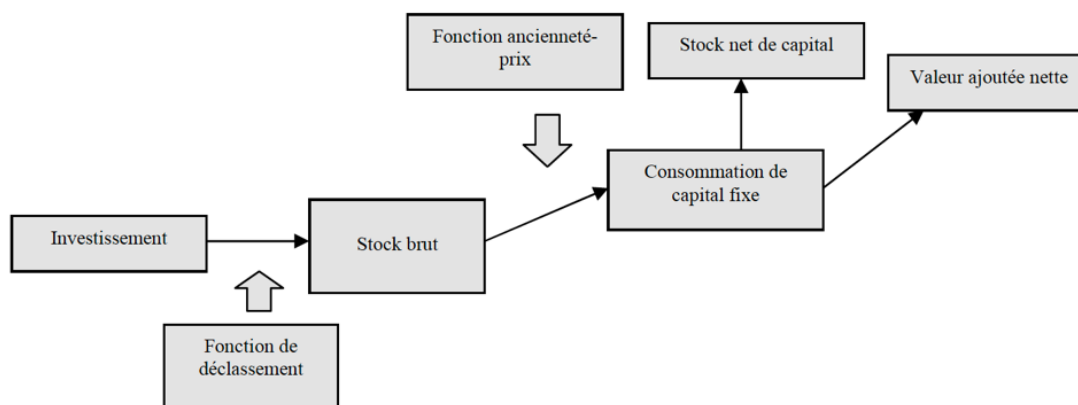 Fonction ancienneté-
prix
Stock net de capital
Valeur ajoutée nette
Consommation de
capital fixe
Investissement
Stock brut
Fonction de
déclassement